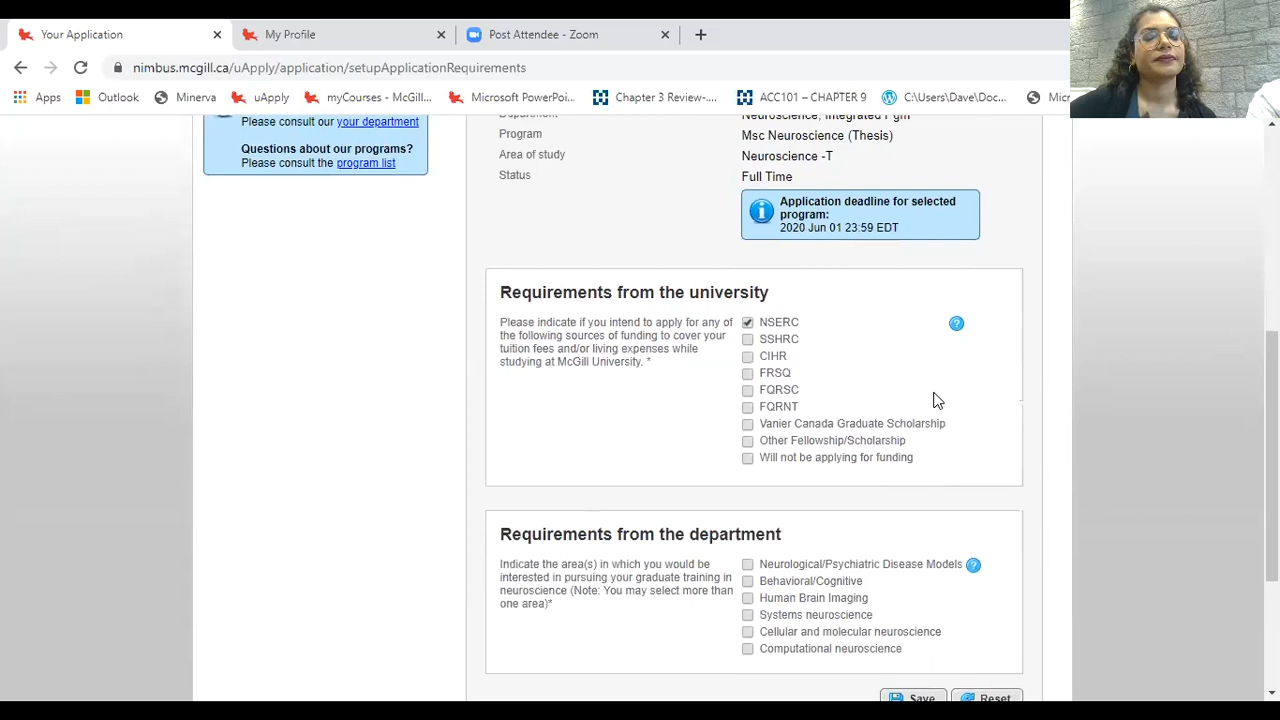 Your Application
My Profile
Post Attendee - Zoom
nimbus.mcgill.ca/uApply/application/setupApplicationRequirements
Apps
Outlook
Minerva
uApply
myCourses - McGill...
Microsoft PowerPoi...
Chapter 3 Review-...
ACC101 – CHAPTER 9
C:\Users\Dave\Doc...
Mic
Please consult our your department
Questions about our programs?
Please consult the program list
Department
Neuroscience, Integrated Pgm
Program
Msc Neuroscience (Thesis)
Area of study
Neuroscience -T
Status
Full Time
Application deadline for selected
program:
2020 Jun 01 23:59 EDT
Requirements from the university
Please indicate if you intend to apply for any of
the following sources of funding to cover your
tuition fees and/or living expenses while
studying at McGill University. *
NSERC
SSHRC
CIHR
FRSQ
FQRSC
FQRNT
Vanier Canada Graduate Scholarship
Other Fellowship/Scholarship
Will not be applying for funding
Requirements from the department
Indicate the area(s) in which you would be
interested in pursuing your graduate training in
neuroscience (Note: You may select more than
one area)*
Neurological/Psychiatric Disease Models
Behavioral/Cognitive
Human Brain Imaging
Systems neuroscience
Cellular and molecular neuroscience
Computational neuroscience
Save
Reset